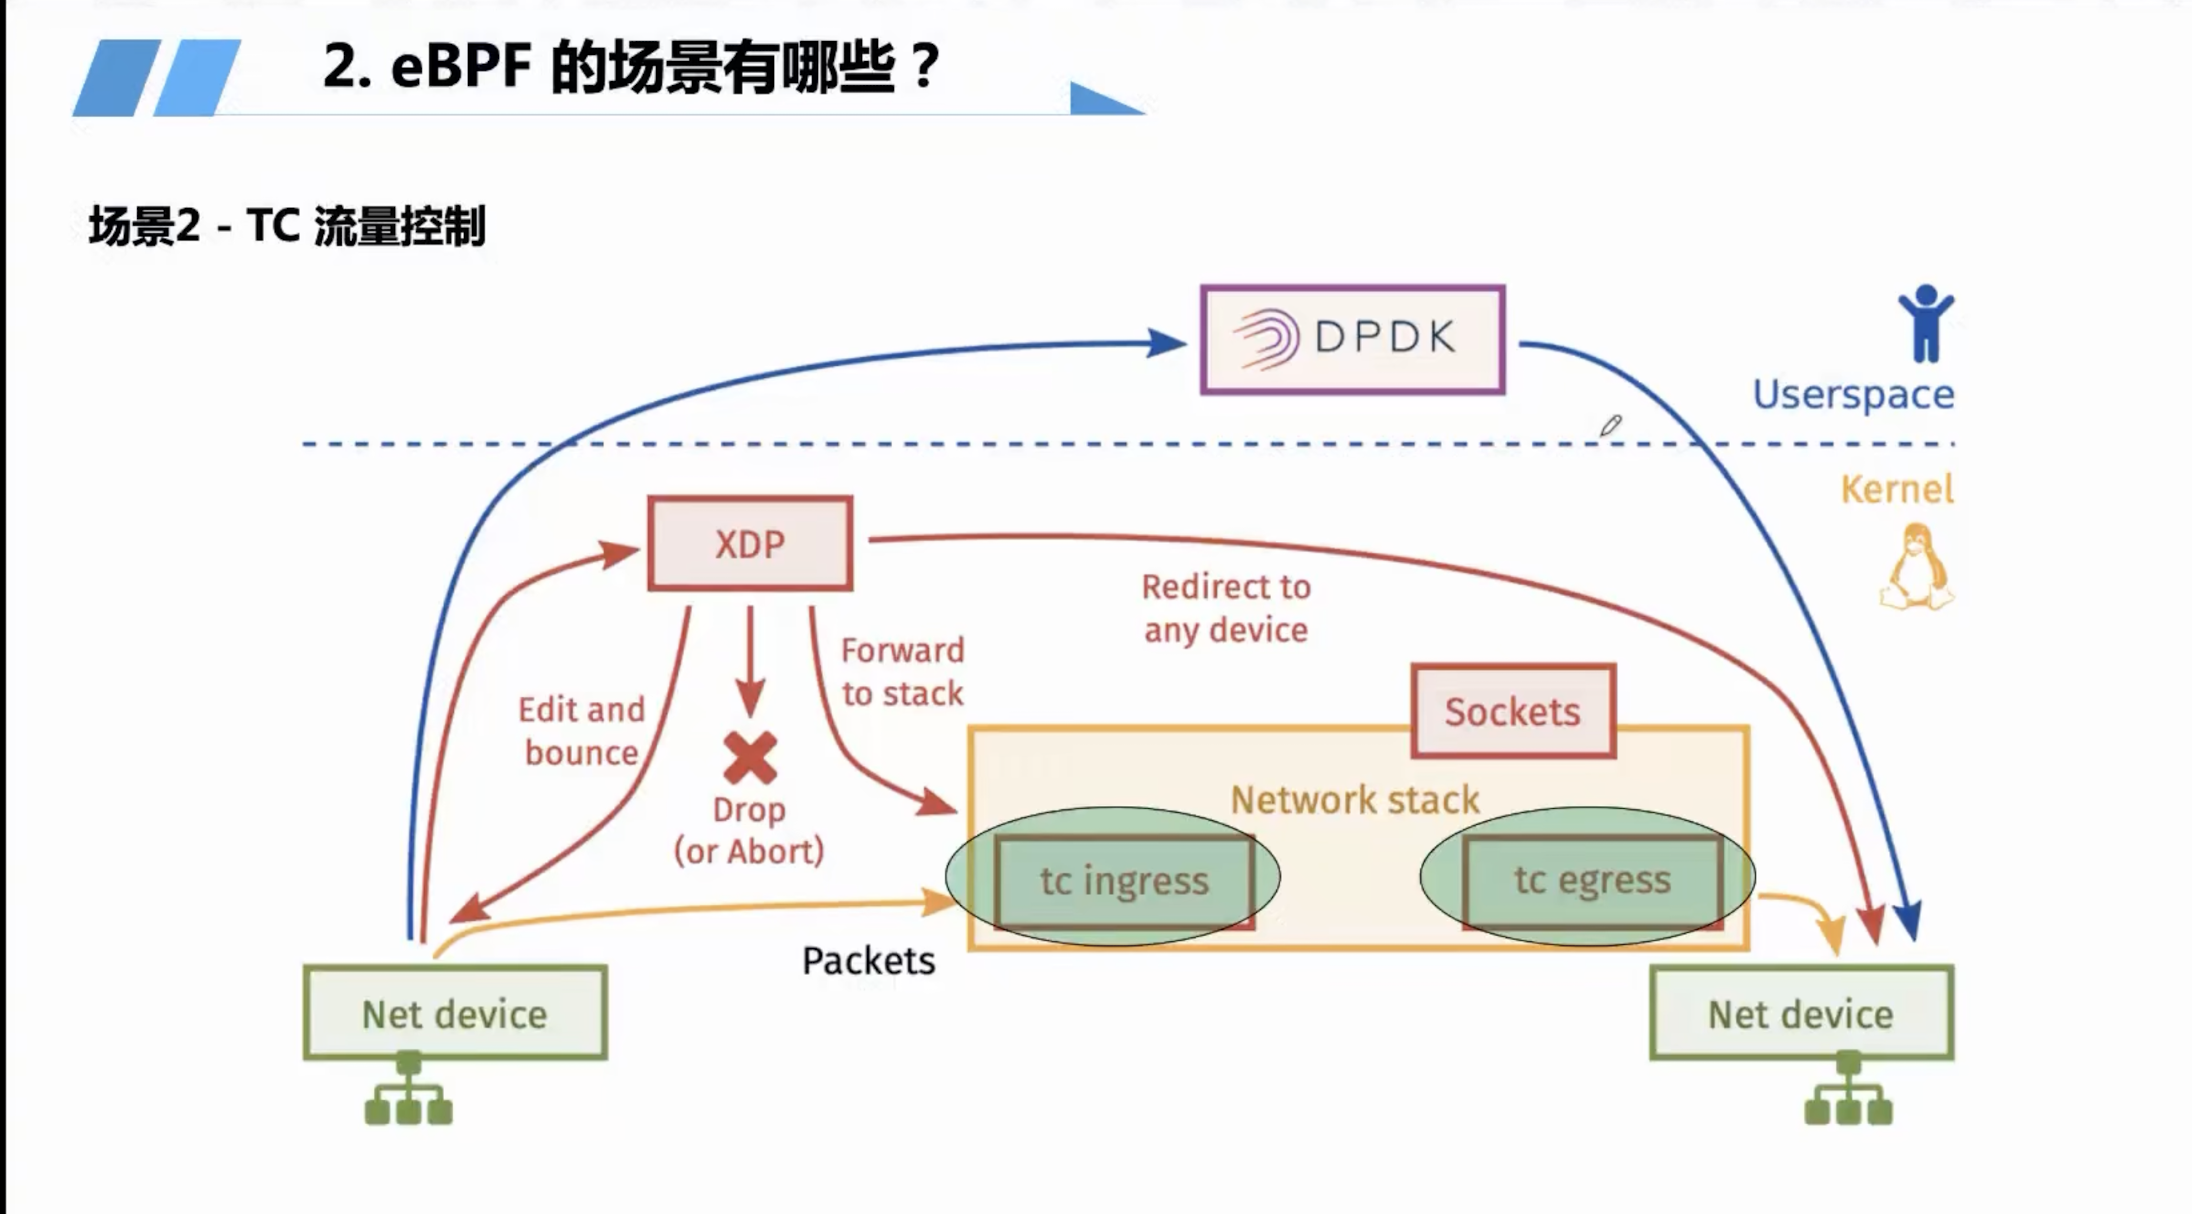 2. eBPF 的场景有哪些？
场景2 - TC 流量控制
DPDK
Userspace
Kernel
XDP
Redirect to
any device
Forward
to stack
Edit and
bounce
Drop
(or Abort)
Sockets
Network stack
tc ingress
tc egress
Packets
Net device
Net device